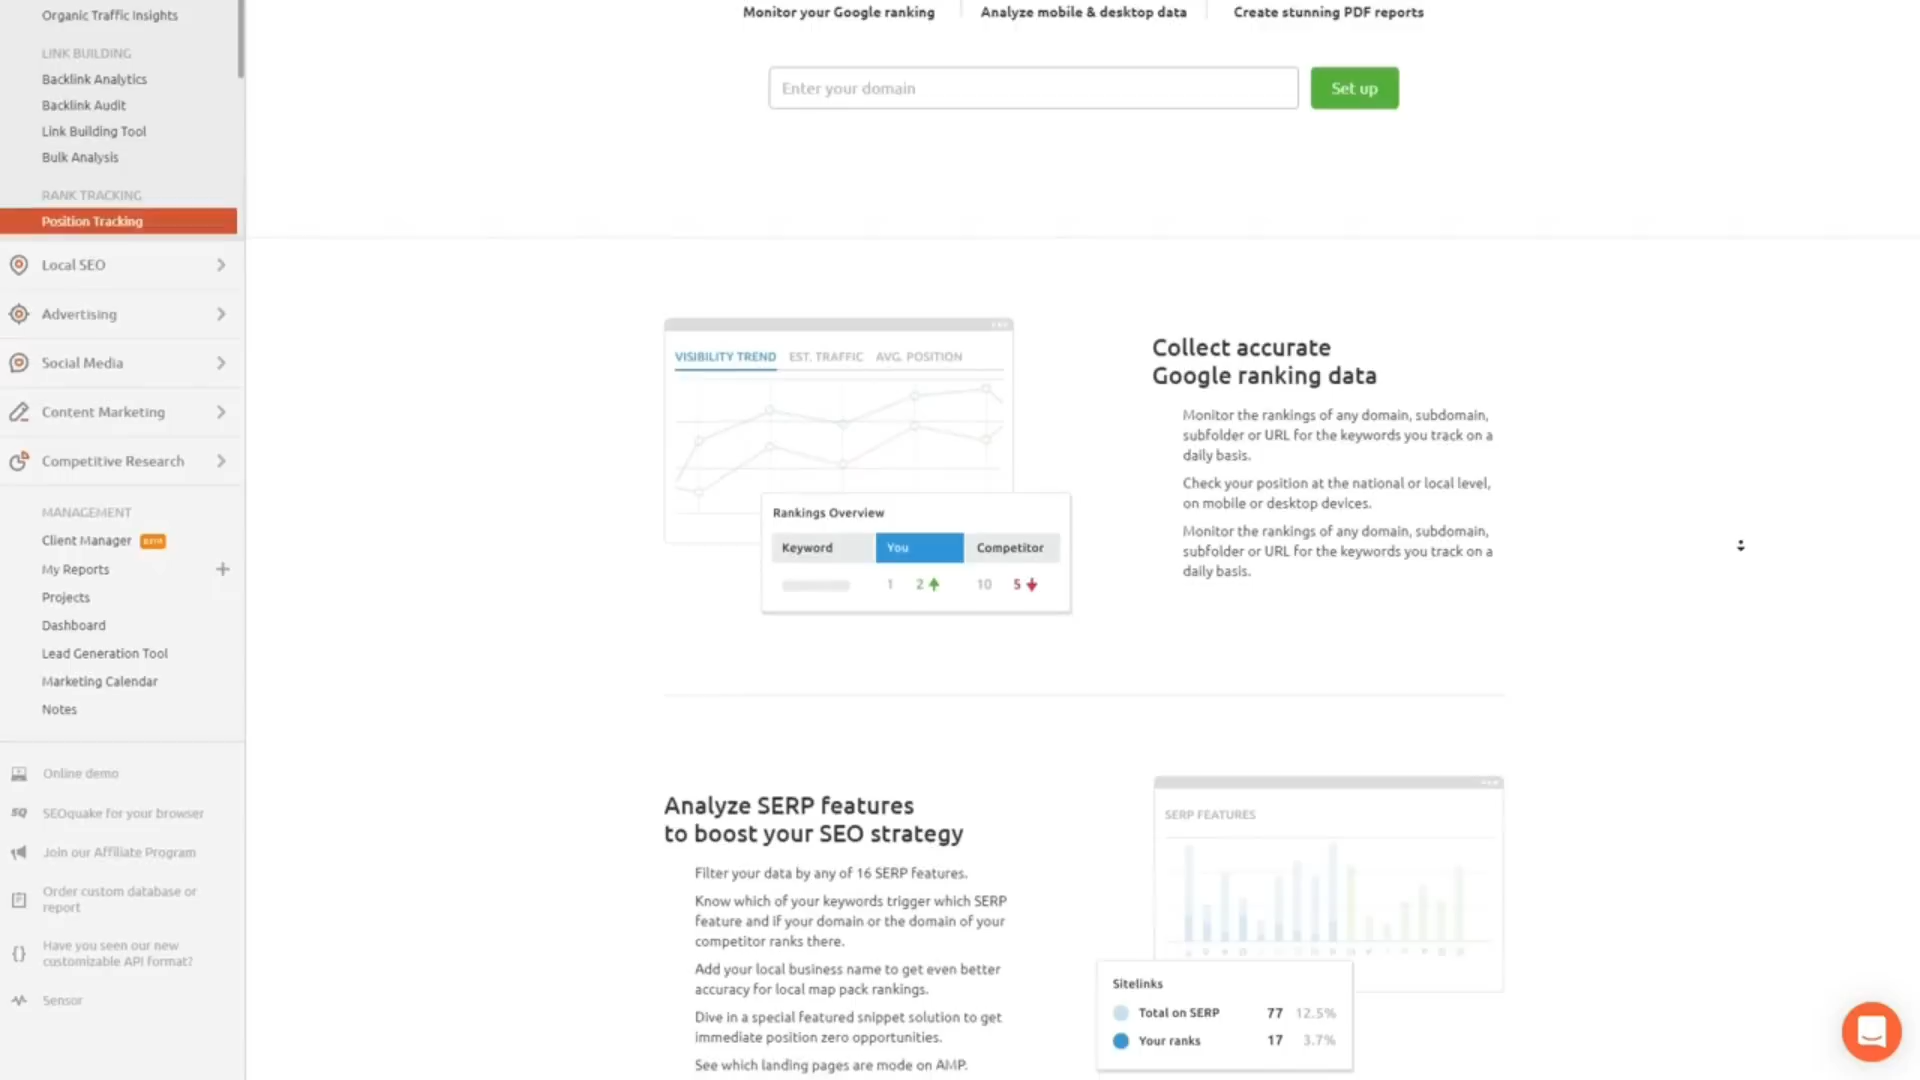 Organic Traffic Insights
LINK BUILDING
Backlink Analytics
Backlink Audit
Link Building Tool
Bulk Analysis
RANK TRACKING
Position Tracking
Local SEO
Advertising
Social Media
Content Marketing
Competitive Research
MANAGEMENT
Client Manager BETA
My Reports
Projects
Dashboard
Lead Generation Tool
Marketing Calendar
Notes
Online demo
SQ SEOquake for your browser
Join our Affiliate Program
Order custom database or
report
Have you seen our new
customizable API format?
Sensor
Monitor your Google ranking
Analyze mobile & desktop data
Create stunning PDF reports
Enter your domain
Set up
VISIBILITY TREND EST. TRAFFIC AVG. POSITION
Rankings Overview
Keyword You Competitor
1 2 10 5
Collect accurate
Google ranking data
Monitor the rankings of any domain, subdomain,
subfolder or URL for the keywords you track on a
daily basis.
Check your position at the national or local level,
on mobile or desktop devices.
Monitor the rankings of any domain, subdomain,
subfolder or URL for the keywords you track on a
daily basis.
Analyze SERP features
to boost your SEO strategy
Filter your data by any of 16 SERP features.
Know which of your keywords trigger which SERP
feature and if your domain or the domain of your
competitor ranks there.
Add your local business name to get even better
accuracy for local map pack rankings.
Dive in a special featured snippet solution to get
immediate position zero opportunities.
See which landing pages are mode on AMP.
SERP FEATURES
Sitelinks
Total on SERP 77 12.5%
Your ranks 17 3.7%